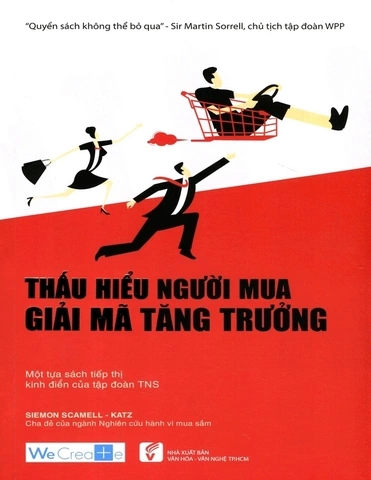 "Quyển sách không thể bỏ qua" - Sir Martin Sorrell, chủ tịch tập đoàn WPP
THẤU HIỂU NGƯỜI MUA
GIẢI MÃ TĂNG TRƯỞNG
Một tựa sách tiếp thị
kinh điển của tập đoàn TNS
SIEMON SCAMELL - KATZ
Cha đẻ của ngành Nghiên cứu hành vi mua sắm
WeCreate
NHÀ XUẤT BẢN
VĂN HÓA - VĂN NGHỆ TP.HCM